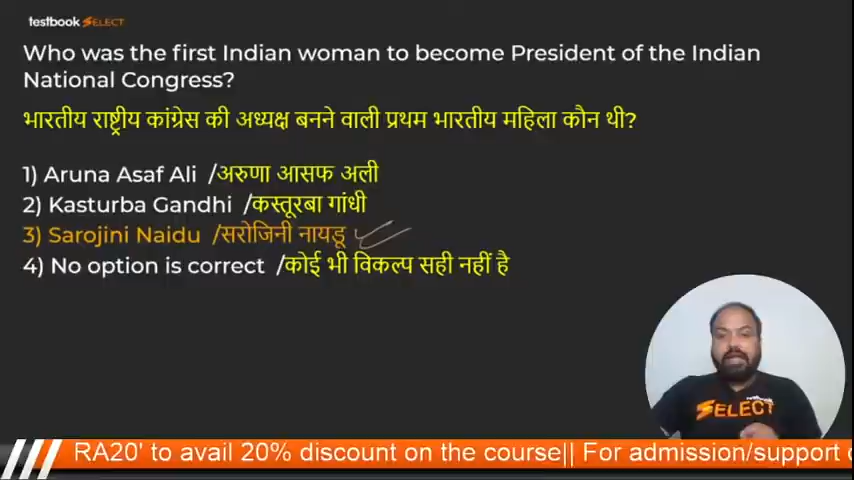 testbook SELECT
Who was the first Indian woman to become President of the Indian
National Congress?
भारतीय राष्ट्रीय कांग्रेस की अध्यक्ष बनने वाली प्रथम भारतीय महिला कौन थी?
1) Aruna Asaf Ali /अरुणा आसफ अली
2) Kasturba Gandhi /कस्तूरबा गांधी
3) Sarojini Naidu /सरोजिनी नायडू
4) No option is correct /कोई भी विकल्प सही नहीं है
testbook
SELECT
RA20' to avail 20% discount on the course|| For admission/support